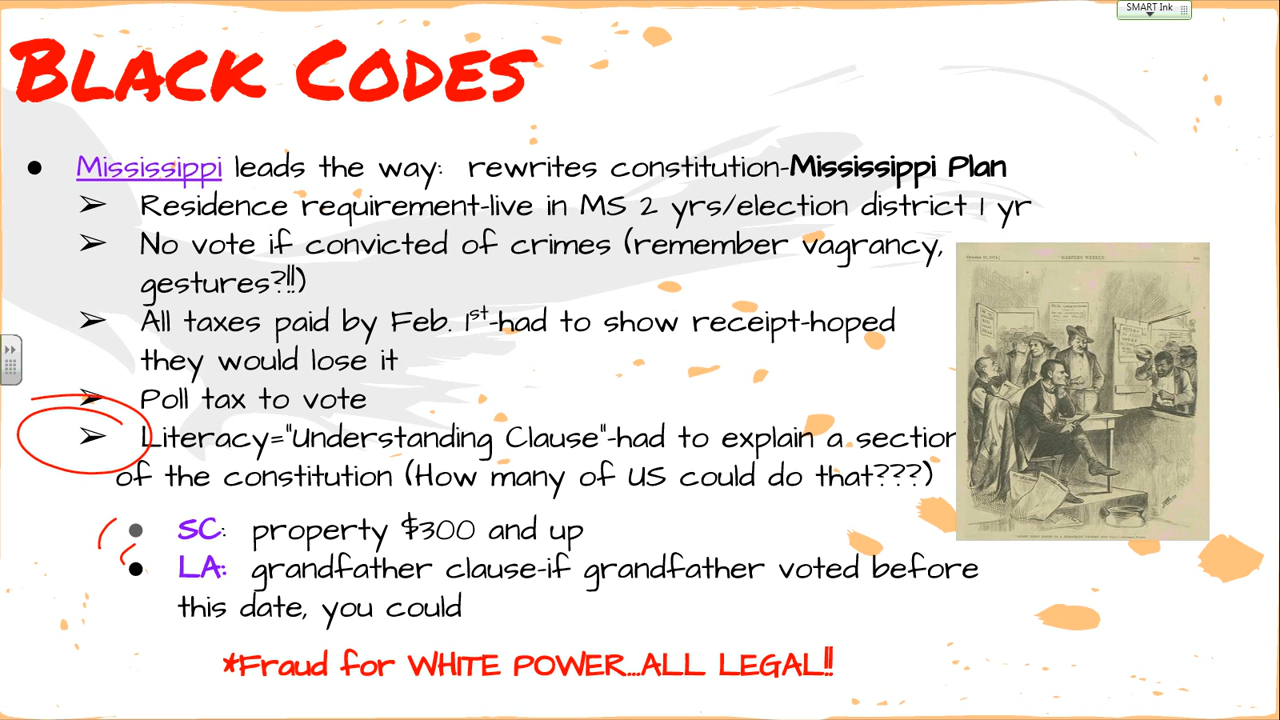 SMART Ink
BLACK CODES
● Mississippi leads the way: rewrites constitution-Mississippi Plan
➢ Residence requirement-live in MS 2 yrs/election district 1 yr
➢ No vote if convicted of crimes (remember vagrancy,
gestures?!!)
➢ All taxes paid by Feb. 1st-had to show receipt-hoped
they would lose it
➢ Poll tax to vote
➢ Literacy="Understanding Clause"-had to explain a section
of the constitution (How many of US could do that???)
● SC: property $300 and up
● LA: grandfather clause-if grandfather voted before
this date, you could
*Fraud for WHITE POWER...ALL LEGAL!!
HARPER'S WEEKLY